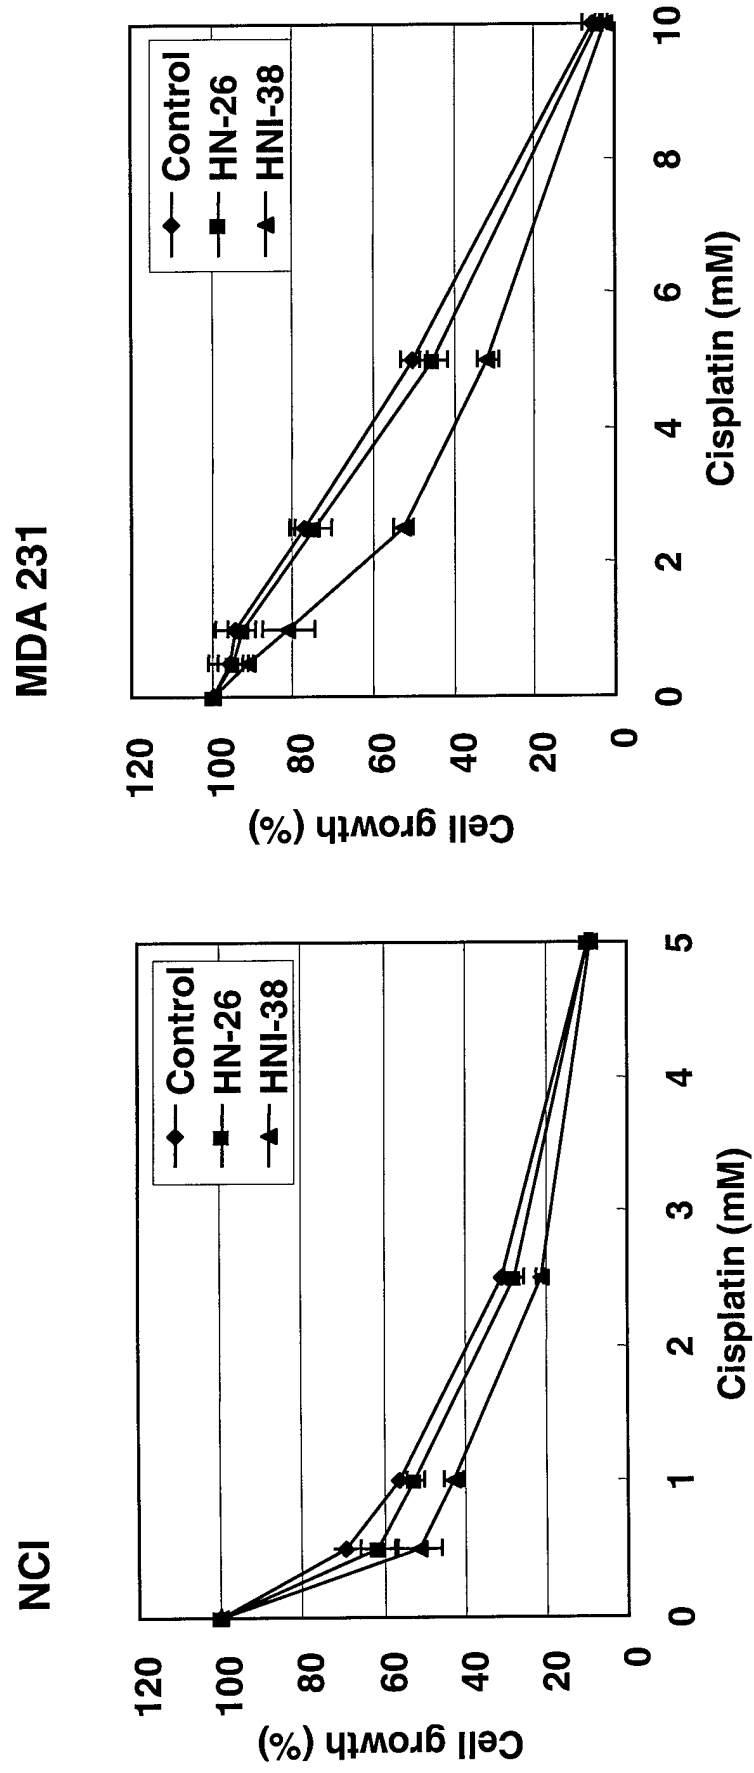 NCI
Cell growth (%)
120
100
80
60
40
20
0
Control
HN-26
HNI-38
0 1 2 3 4 5
Cisplatin (mM)
MDA 231
Cell growth (%)
120
100
80
60
40
20
0
Control
HN-26
HNI-38
0 2 4 6 8 10
Cisplatin (mM)